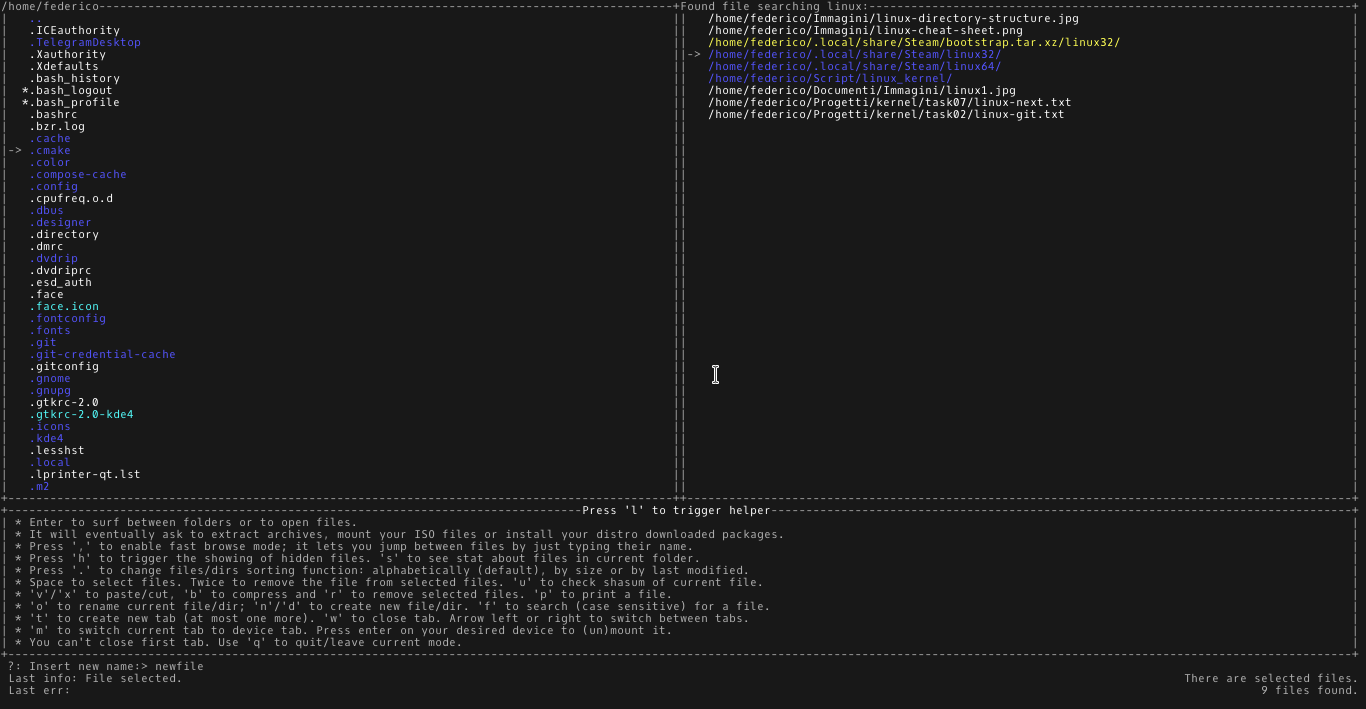 /home/federico
..
.ICEauthority
.TelegramDesktop
.Xauthority
.Xdefaults
.bash_history
*.bash_logout
*.bash_profile
.bashrc
.bzr.log
.cache
-> .cmake
.color
.compose-cache
.config
.cpufreq.o.d
.dbus
.designer
.directory
.dmrc
.dvdrip
.dvdriprc
.esd_auth
.face
.face.icon
.fontconfig
.fonts
.git
.git-credential-cache
.gitconfig
.gnome
.gnupg
.gtkrc-2.0
.gtkrc-2.0-kde4
.icons
.kde4
.lesshst
.local
.lprinter-qt.lst
.m2
Found file searching linux:
/home/federico/Immagini/linux-directory-structure.jpg
/home/federico/Immagini/linux-cheat-sheet.png
/home/federico/.local/share/Steam/bootstrap.tar.xz/linux32/
-> /home/federico/.local/share/Steam/linux32/
/home/federico/.local/share/Steam/linux64/
/home/federico/Script/linux_kernel/
/home/federico/Documenti/Immagini/linux1.jpg
/home/federico/Progetti/kernel/task07/linux-next.txt
/home/federico/Progetti/kernel/task02/linux-git.txt
Press 'l' to trigger helper
* Enter to surf between folders or to open files.
* It will eventually ask to extract archives, mount your ISO files or install your distro downloaded packages.
* Press ',' to enable fast browse mode; it lets you jump between files by just typing their name.
* Press 'h' to trigger the showing of hidden files. 's' to see stat about files in current folder.
* Press '.' to change files/dirs sorting function: alphabetically (default), by size or by last modified.
* Space to select files. Twice to remove the file from selected files. 'u' to check shasum of current file.
* 'v'/'x' to paste/cut, 'b' to compress and 'r' to remove selected files. 'p' to print a file.
* 'o' to rename current file/dir; 'n'/'d' to create new file/dir. 'f' to search (case sensitive) for a file.
* 't' to create new tab (at most one more). 'w' to close tab. Arrow left or right to switch between tabs.
* 'm' to switch current tab to device tab. Press enter on your desired device to (un)mount it.
* You can't close first tab. Use 'q' to quit/leave current mode.
?: Insert new name:> newfile
Last info: File selected.
There are selected files.
Last err:
9 files found.